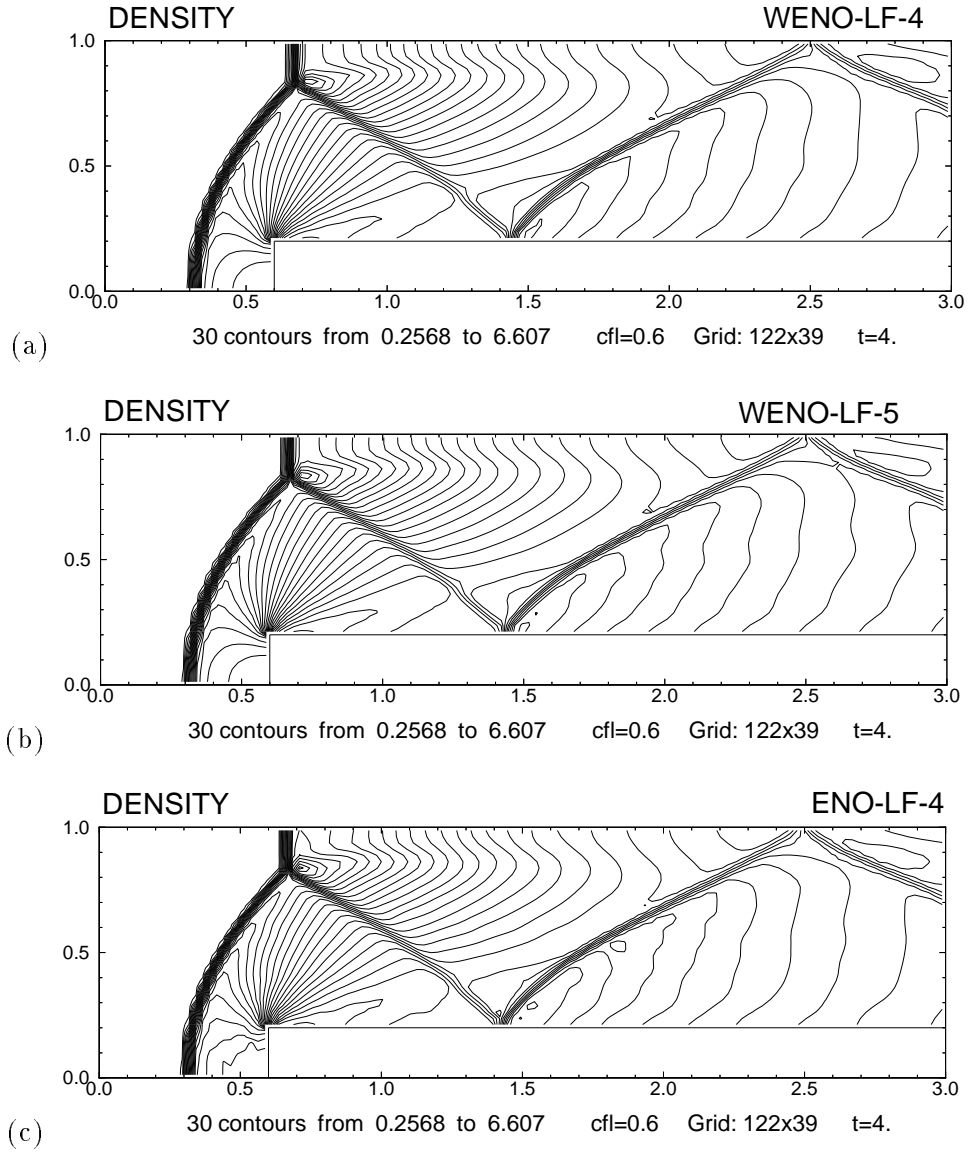 DENSITY WENO-LF-4
1.0
0.5
0.0
0.0 0.5 1.0 1.5 2.0 2.5 3.0
(a) 30 contours from 0.2568 to 6.607 cfl=0.6 Grid: 122x39 t=4.
DENSITY WENO-LF-5
1.0
0.5
0.0
0.0 0.5 1.0 1.5 2.0 2.5 3.0
(b) 30 contours from 0.2568 to 6.607 cfl=0.6 Grid: 122x39 t=4.
DENSITY ENO-LF-4
1.0
0.5
0.0
0.0 0.5 1.0 1.5 2.0 2.5 3.0
(c) 30 contours from 0.2568 to 6.607 cfl=0.6 Grid: 122x39 t=4.